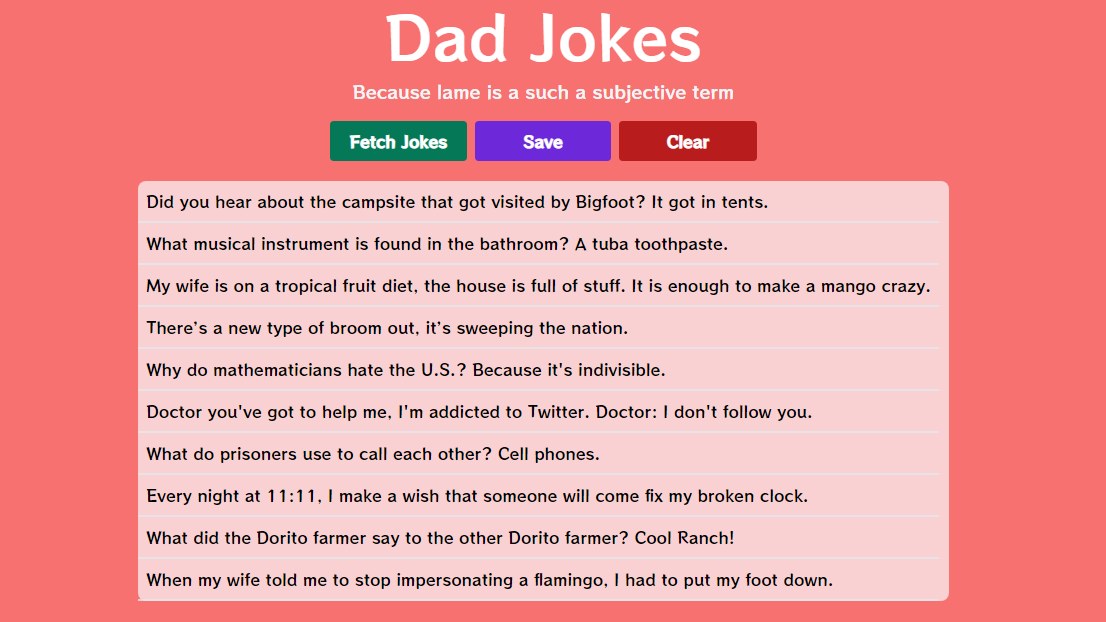 Dad Jokes
Because lame is a such a subjective term
Fetch Jokes
Save
Clear
Did you hear about the campsite that got visited by Bigfoot? It got in tents.
What musical instrument is found in the bathroom? A tuba toothpaste.
My wife is on a tropical fruit diet, the house is full of stuff. It is enough to make a mango crazy.
There's a new type of broom out, it's sweeping the nation.
Why do mathematicians hate the U.S.? Because it's indivisible.
Doctor you've got to help me, I'm addicted to Twitter. Doctor: I don't follow you.
What do prisoners use to call each other? Cell phones.
Every night at 11:11, I make a wish that someone will come fix my broken clock.
What did the Dorito farmer say to the other Dorito farmer? Cool Ranch!
When my wife told me to stop impersonating a flamingo, I had to put my foot down.